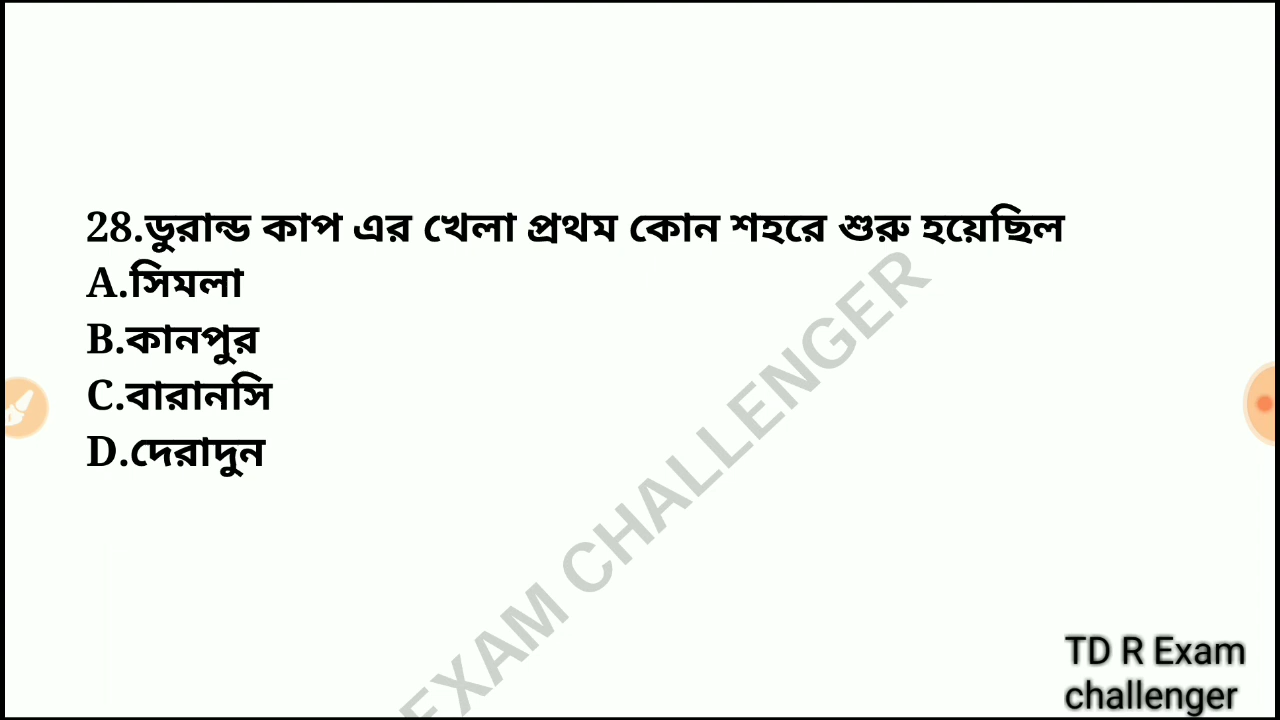 28.ডুরান্ড কাপ এর খেলা প্রথম কোন শহরে শুরু হয়েছিল
A.সিমলা
B.কানপুর
C.বারানসি
D.দেরাদুন
EXAM CHALLENGER
TD R Exam
challenger